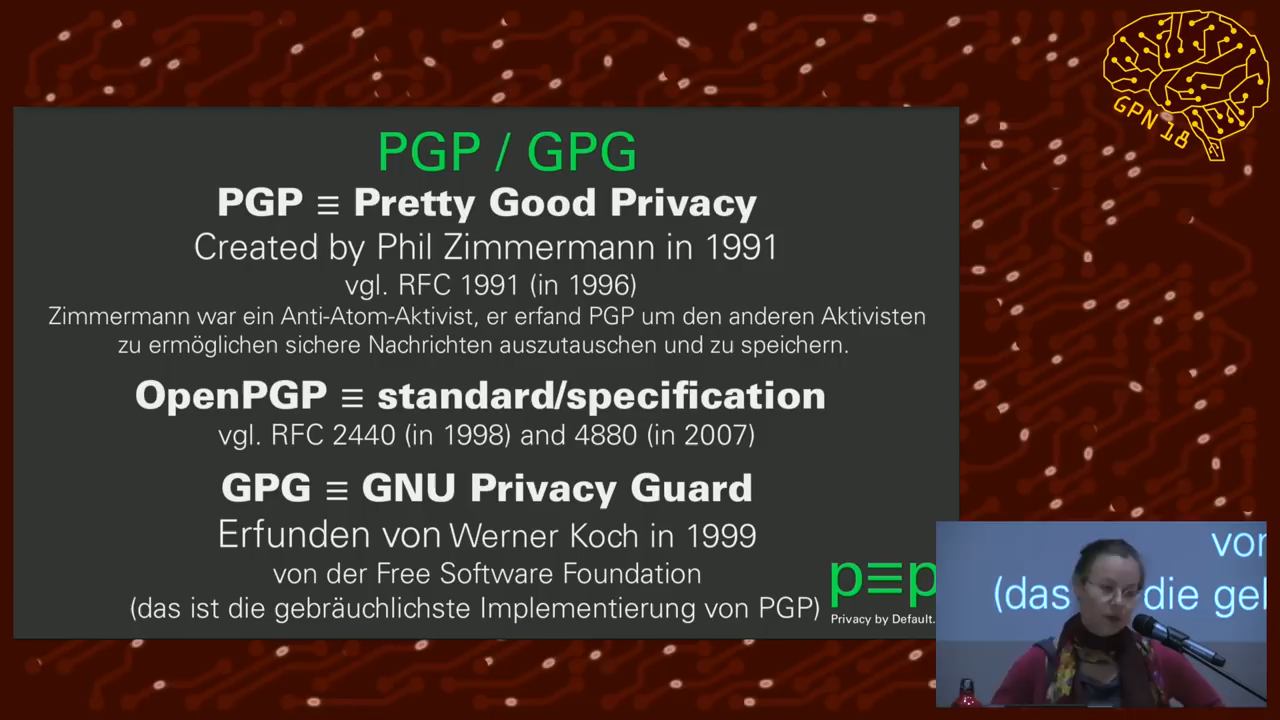 GPN 18
PGP / GPG
PGP ≡ Pretty Good Privacy
Created by Phil Zimmermann in 1991
vgl. RFC 1991 (in 1996)
Zimmermann war ein Anti-Atom-Aktivist, er erfand PGP um den anderen Aktivisten
zu ermöglichen sichere Nachrichten auszutauschen und zu speichern.
OpenPGP ≡ standard/specification
vgl. RFC 2440 (in 1998) and 4880 (in 2007)
GPG ≡ GNU Privacy Guard
Erfunden von Werner Koch in 1999
von der Free Software Foundation
(das ist die gebräuchlichste Implementierung von PGP)
p≡p
Privacy by Default.
von
(das die gel